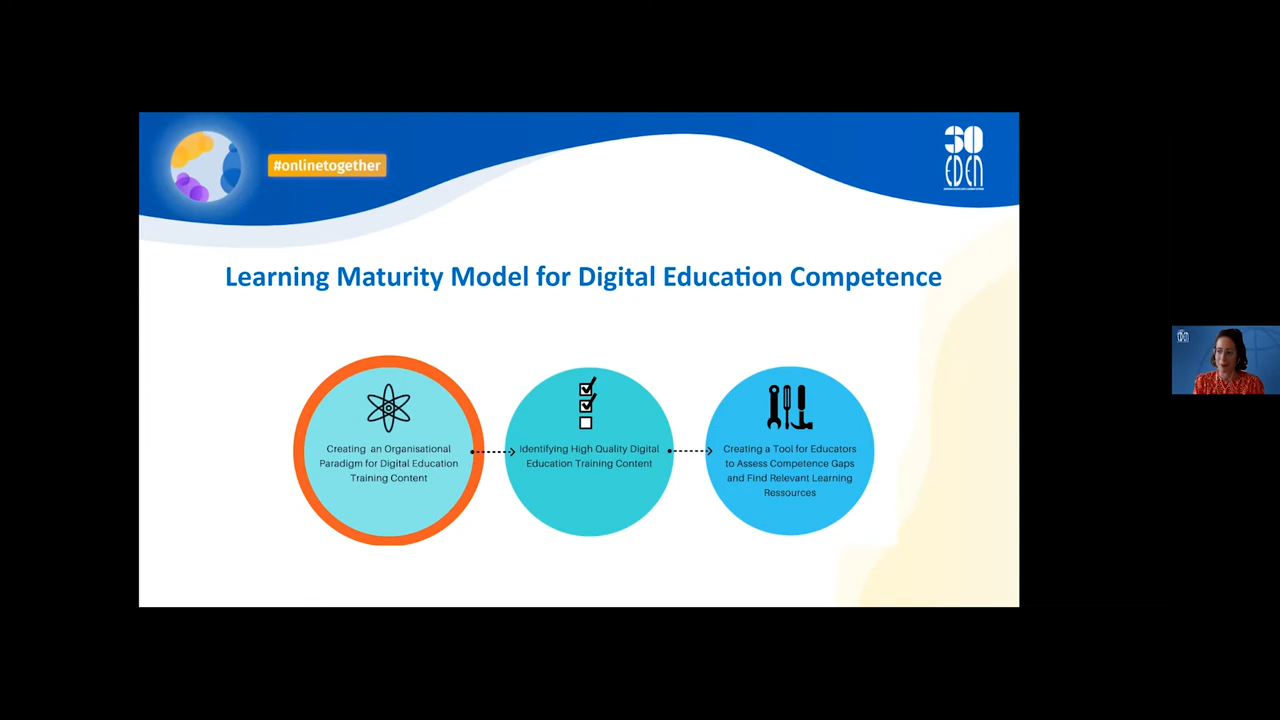 #onlinetogether
30
EDEN
Learning Maturity Model for Digital Education Competence
Creating an Organisational
Paradigm for Digital Education
Training Content
Identifying High Quality Digital
Education Training Content
Creating a Tool for Educators
to Assess Competence Gaps
and Find Relevant Learning
Ressources
EDEN